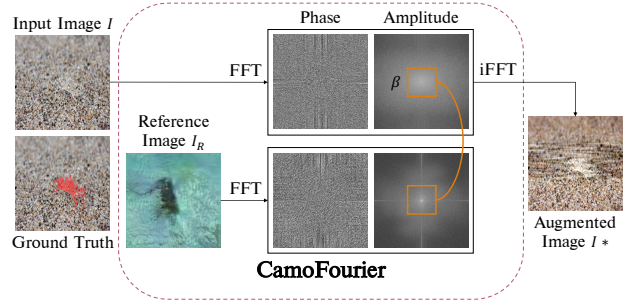 Input Image I
Phase
Amplitude
FFT
β
iFFT
Reference
Image I_R
FFT
Ground Truth
Augmented
Image I *
CamoFourier